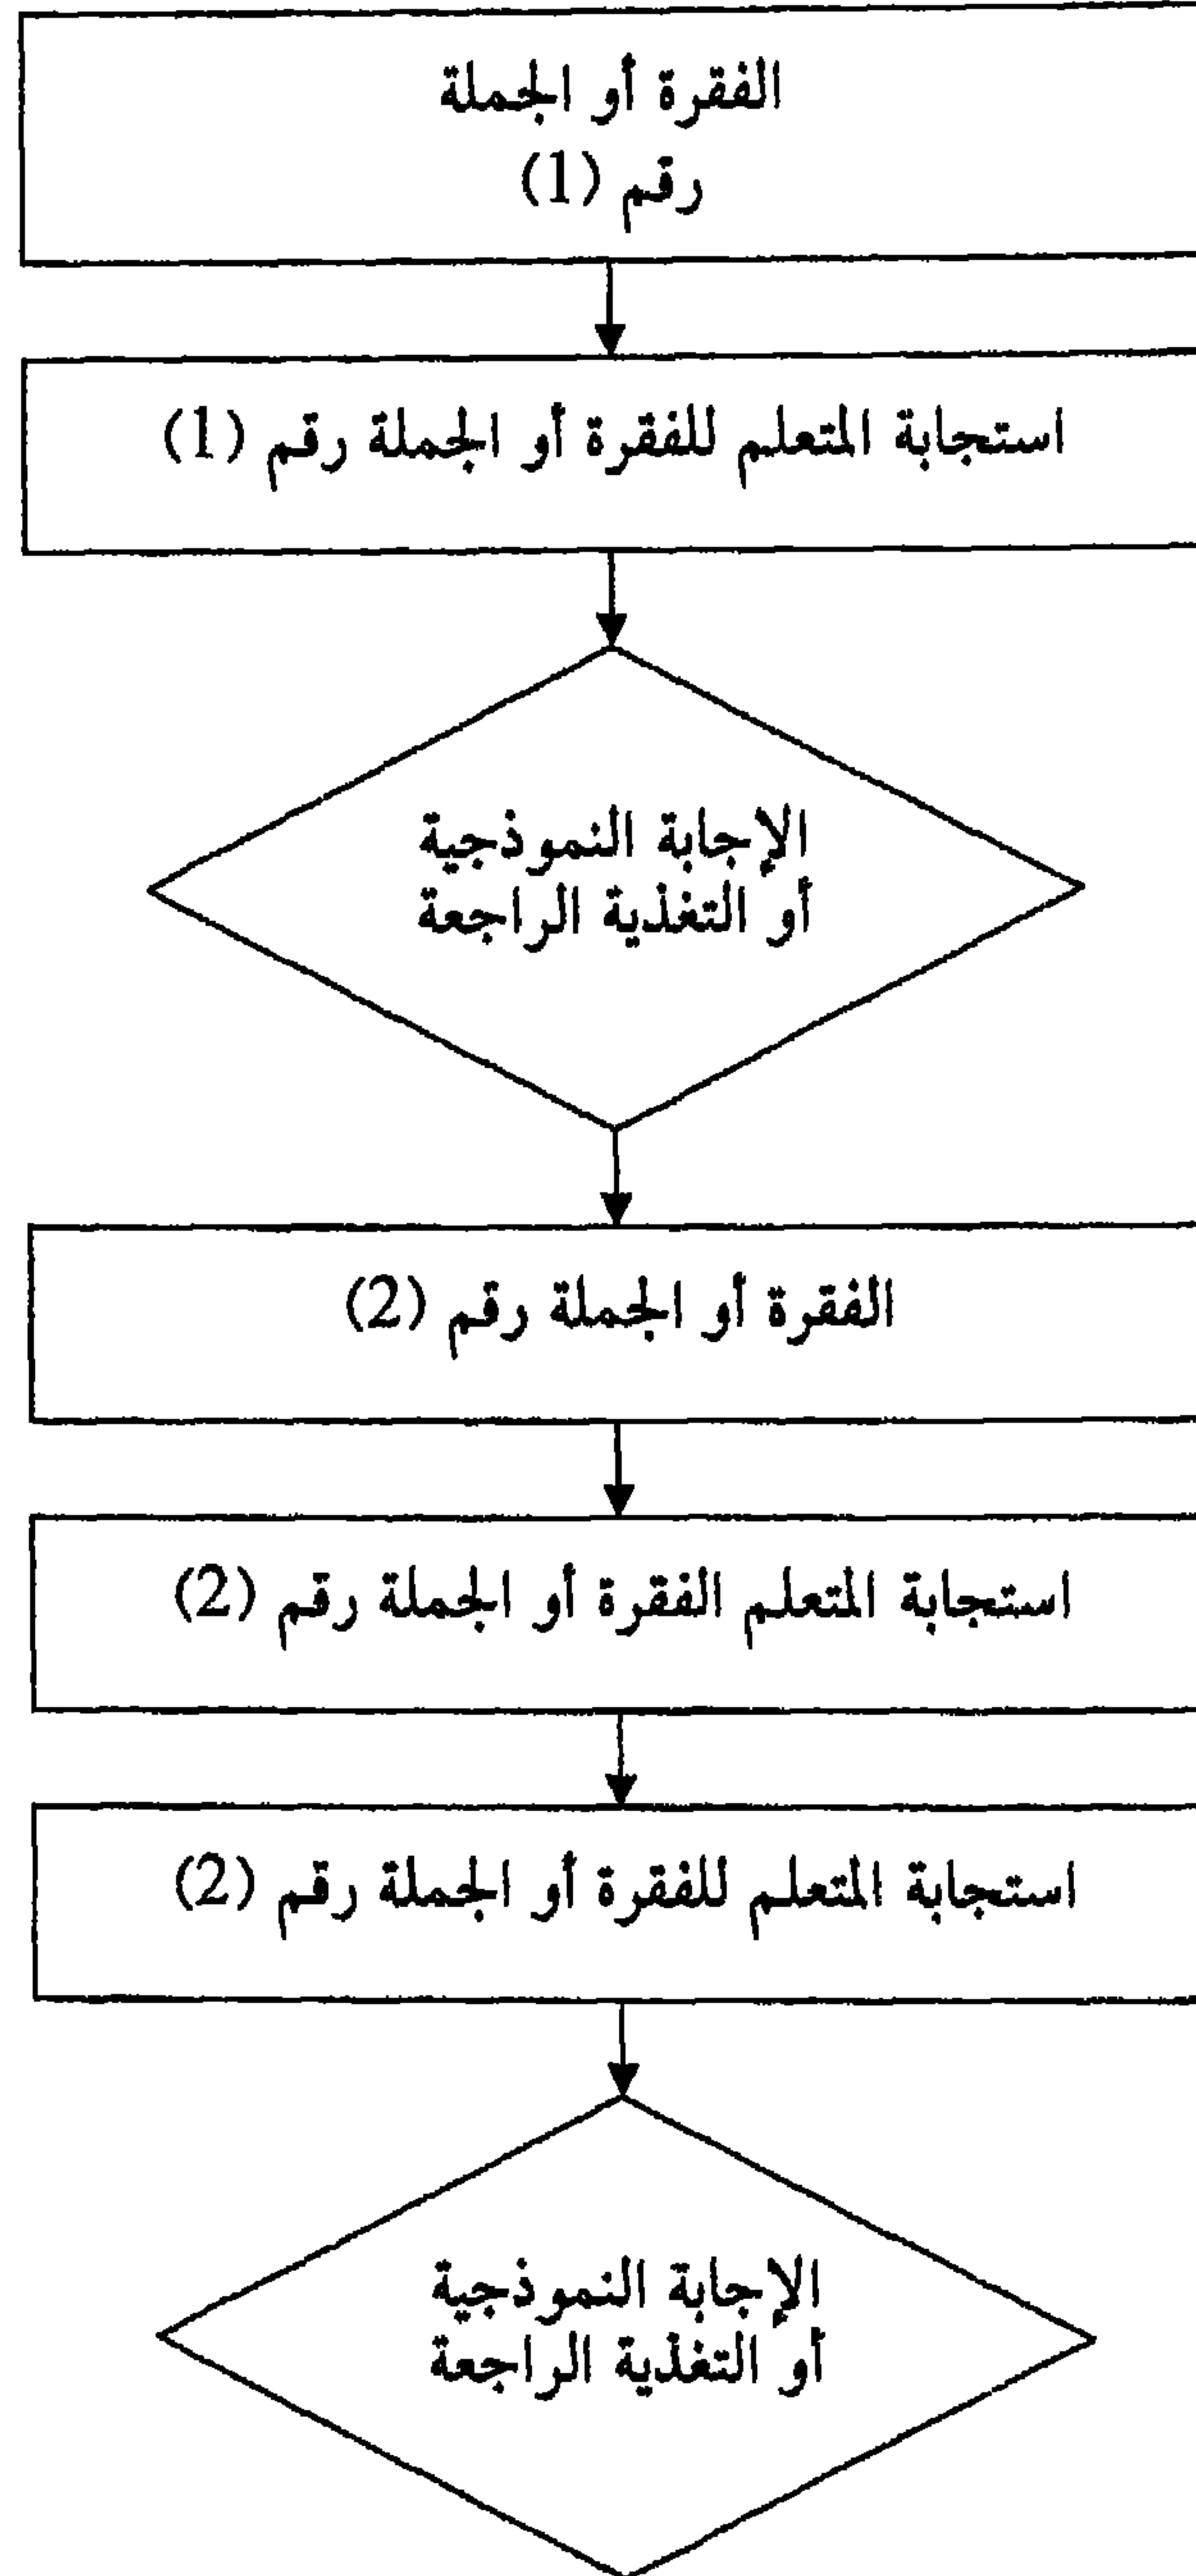 الفقرة أو الجملة
رقم (1)
استجابة المتعلم للفقرة أو الجملة رقم (1)
الإجابة النموذجية
أو التغذية الراجعة
الفقرة أو الجملة رقم (2)
استجابة المتعلم الفقرة أو الجملة رقم (2)
استجابة المتعلم للفقرة أو الجملة رقم (2)
الإجابة النموذجية
أو التغذية الراجعة